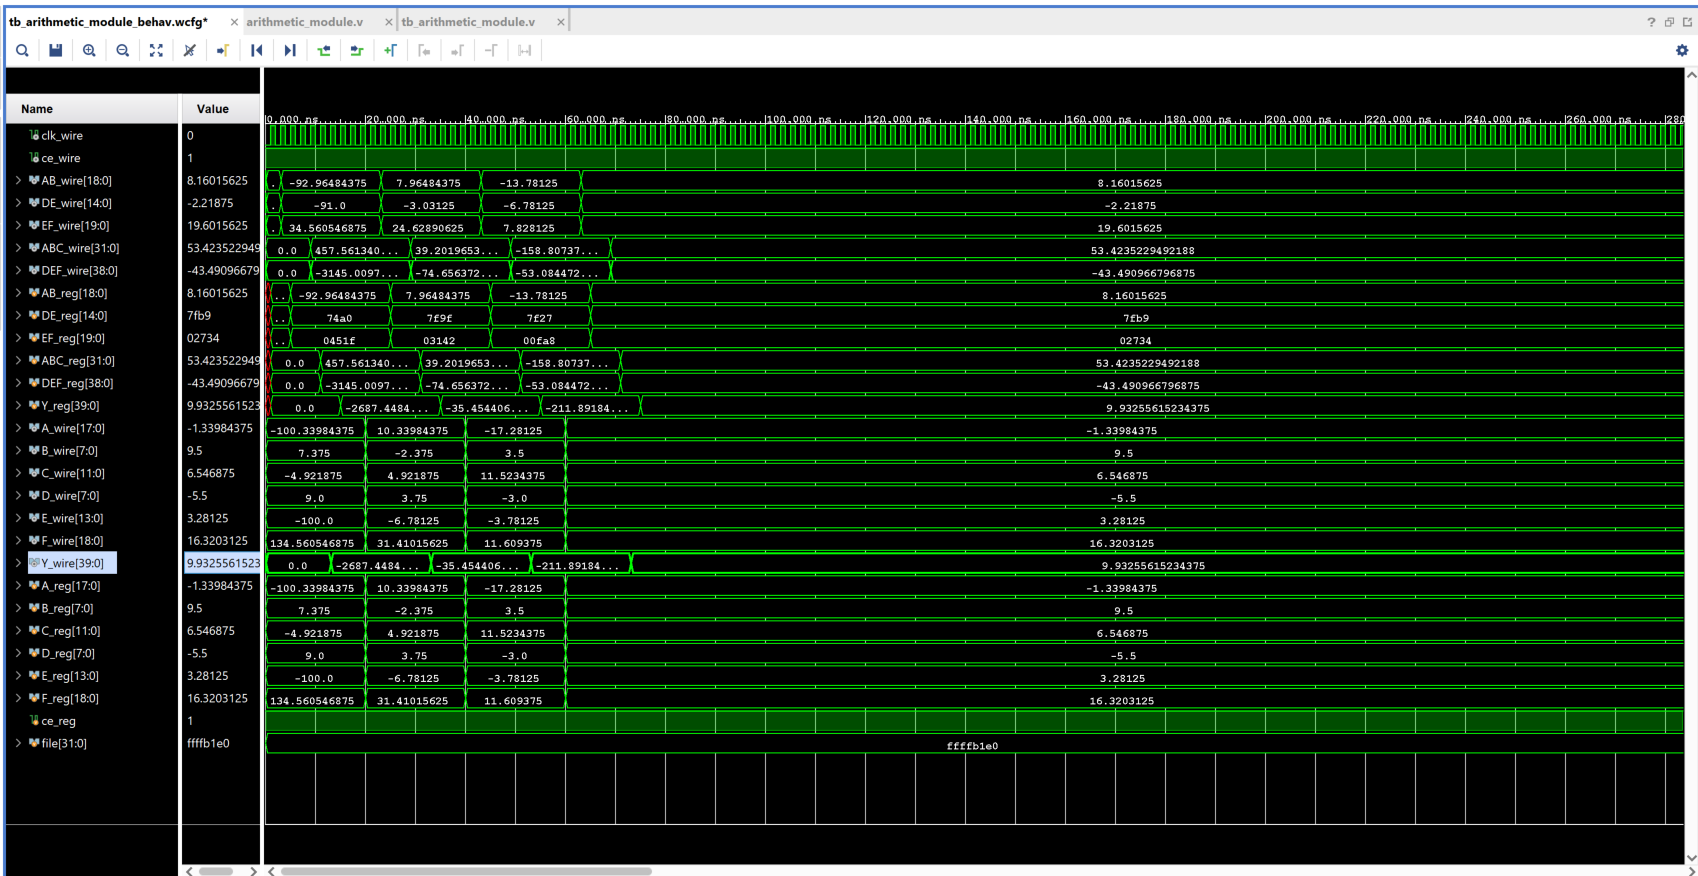 tb_arithmetic_module_behav.wcfg* × arithmetic_module.v × tb_arithmetic_module.v ×
Name Value
0.000 ns 20.000 ns 40.000 ns 60.000 ns 80.000 ns 100.000 ns 120.000 ns 140.000 ns 160.000 ns 180.000 ns 200.000 ns 220.000 ns 240.000 ns 260.000 ns 280
clk_wire 0
ce_wire 1
AB_wire[18:0] 8.16015625 -92.96484375 7.96484375 -13.78125 8.16015625
DE_wire[14:0] -2.21875 -91.0 -3.03125 -6.78125 -2.21875
EF_wire[19:0] 19.6015625 34.560546875 24.62890625 7.828125 19.6015625
ABC_wire[31:0] 53.423522949 0.0 457.561340... 39.2019653... -158.80737... 53.4235229492188
DEF_wire[38:0] -43.49096679 0.0 -3145.0097... -74.656372... -53.084472... -43.490966796875
AB_reg[18:0] 8.16015625 .. -92.96484375 7.96484375 -13.78125 8.16015625
DE_reg[14:0] 7fb9 .. 74a0 7f9f 7f27 7fb9
EF_reg[19:0] 02734 .. 0451f 03142 00fa8 02734
ABC_reg[31:0] 53.423522949 0.0 457.561340... 39.2019653... -158.80737... 53.4235229492188
DEF_reg[38:0] -43.49096679 0.0 -3145.0097... -74.656372... -53.084472... -43.490966796875
Y_reg[39:0] 9.9325561523 0.0 -2687.4484... -35.454406... -211.89184... 9.93255615234375
A_wire[17:0] -1.33984375 -100.33984375 10.33984375 -17.28125 -1.33984375
B_wire[7:0] 9.5 7.375 -2.375 3.5 9.5
C_wire[11:0] 6.546875 -4.921875 4.921875 11.5234375 6.546875
D_wire[7:0] -5.5 9.0 3.75 -3.0 -5.5
E_wire[13:0] 3.28125 -100.0 -6.78125 -3.78125 3.28125
F_wire[18:0] 16.3203125 134.560546875 31.41015625 11.609375 16.3203125
Y_wire[39:0] 9.9325561523 0.0 -2687.4484... -35.454406... -211.89184... 9.93255615234375
A_reg[17:0] -1.33984375 -100.33984375 10.33984375 -17.28125 -1.33984375
B_reg[7:0] 9.5 7.375 -2.375 3.5 9.5
C_reg[11:0] 6.546875 -4.921875 4.921875 11.5234375 6.546875
D_reg[7:0] -5.5 9.0 3.75 -3.0 -5.5
E_reg[13:0] 3.28125 -100.0 -6.78125 -3.78125 3.28125
F_reg[18:0] 16.3203125 134.560546875 31.41015625 11.609375 16.3203125
ce_reg 1
file[31:0] ffffb1e0 ffffb1e0